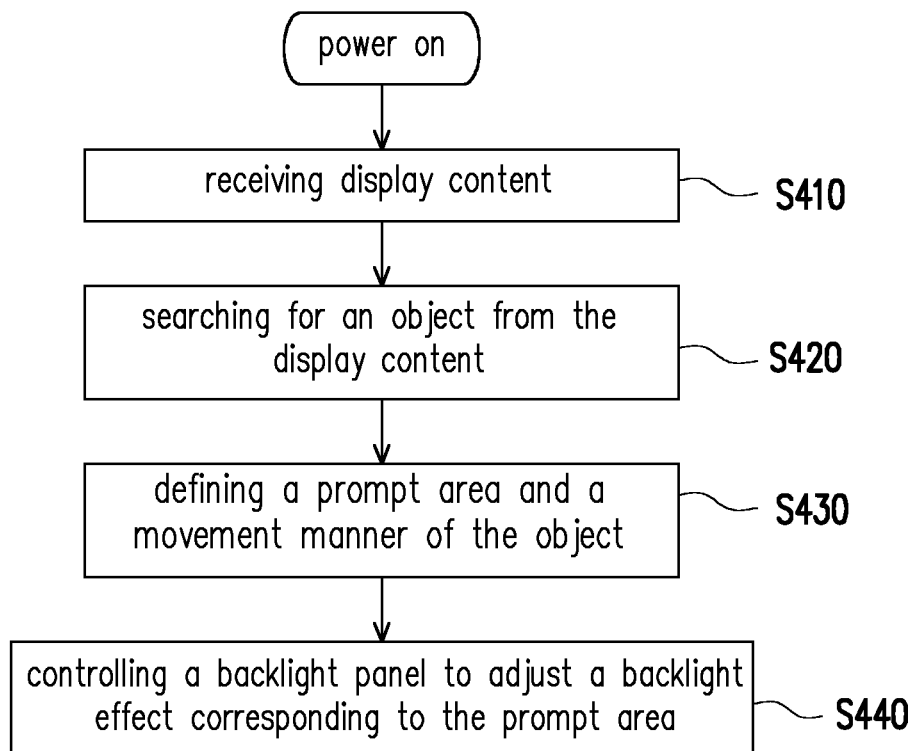 power on
receiving display content
S410
searching for an object from the
display content
S420
defining a prompt area and a
movement manner of the object
S430
controlling a backlight panel to adjust a backlight
effect corresponding to the prompt area
S440